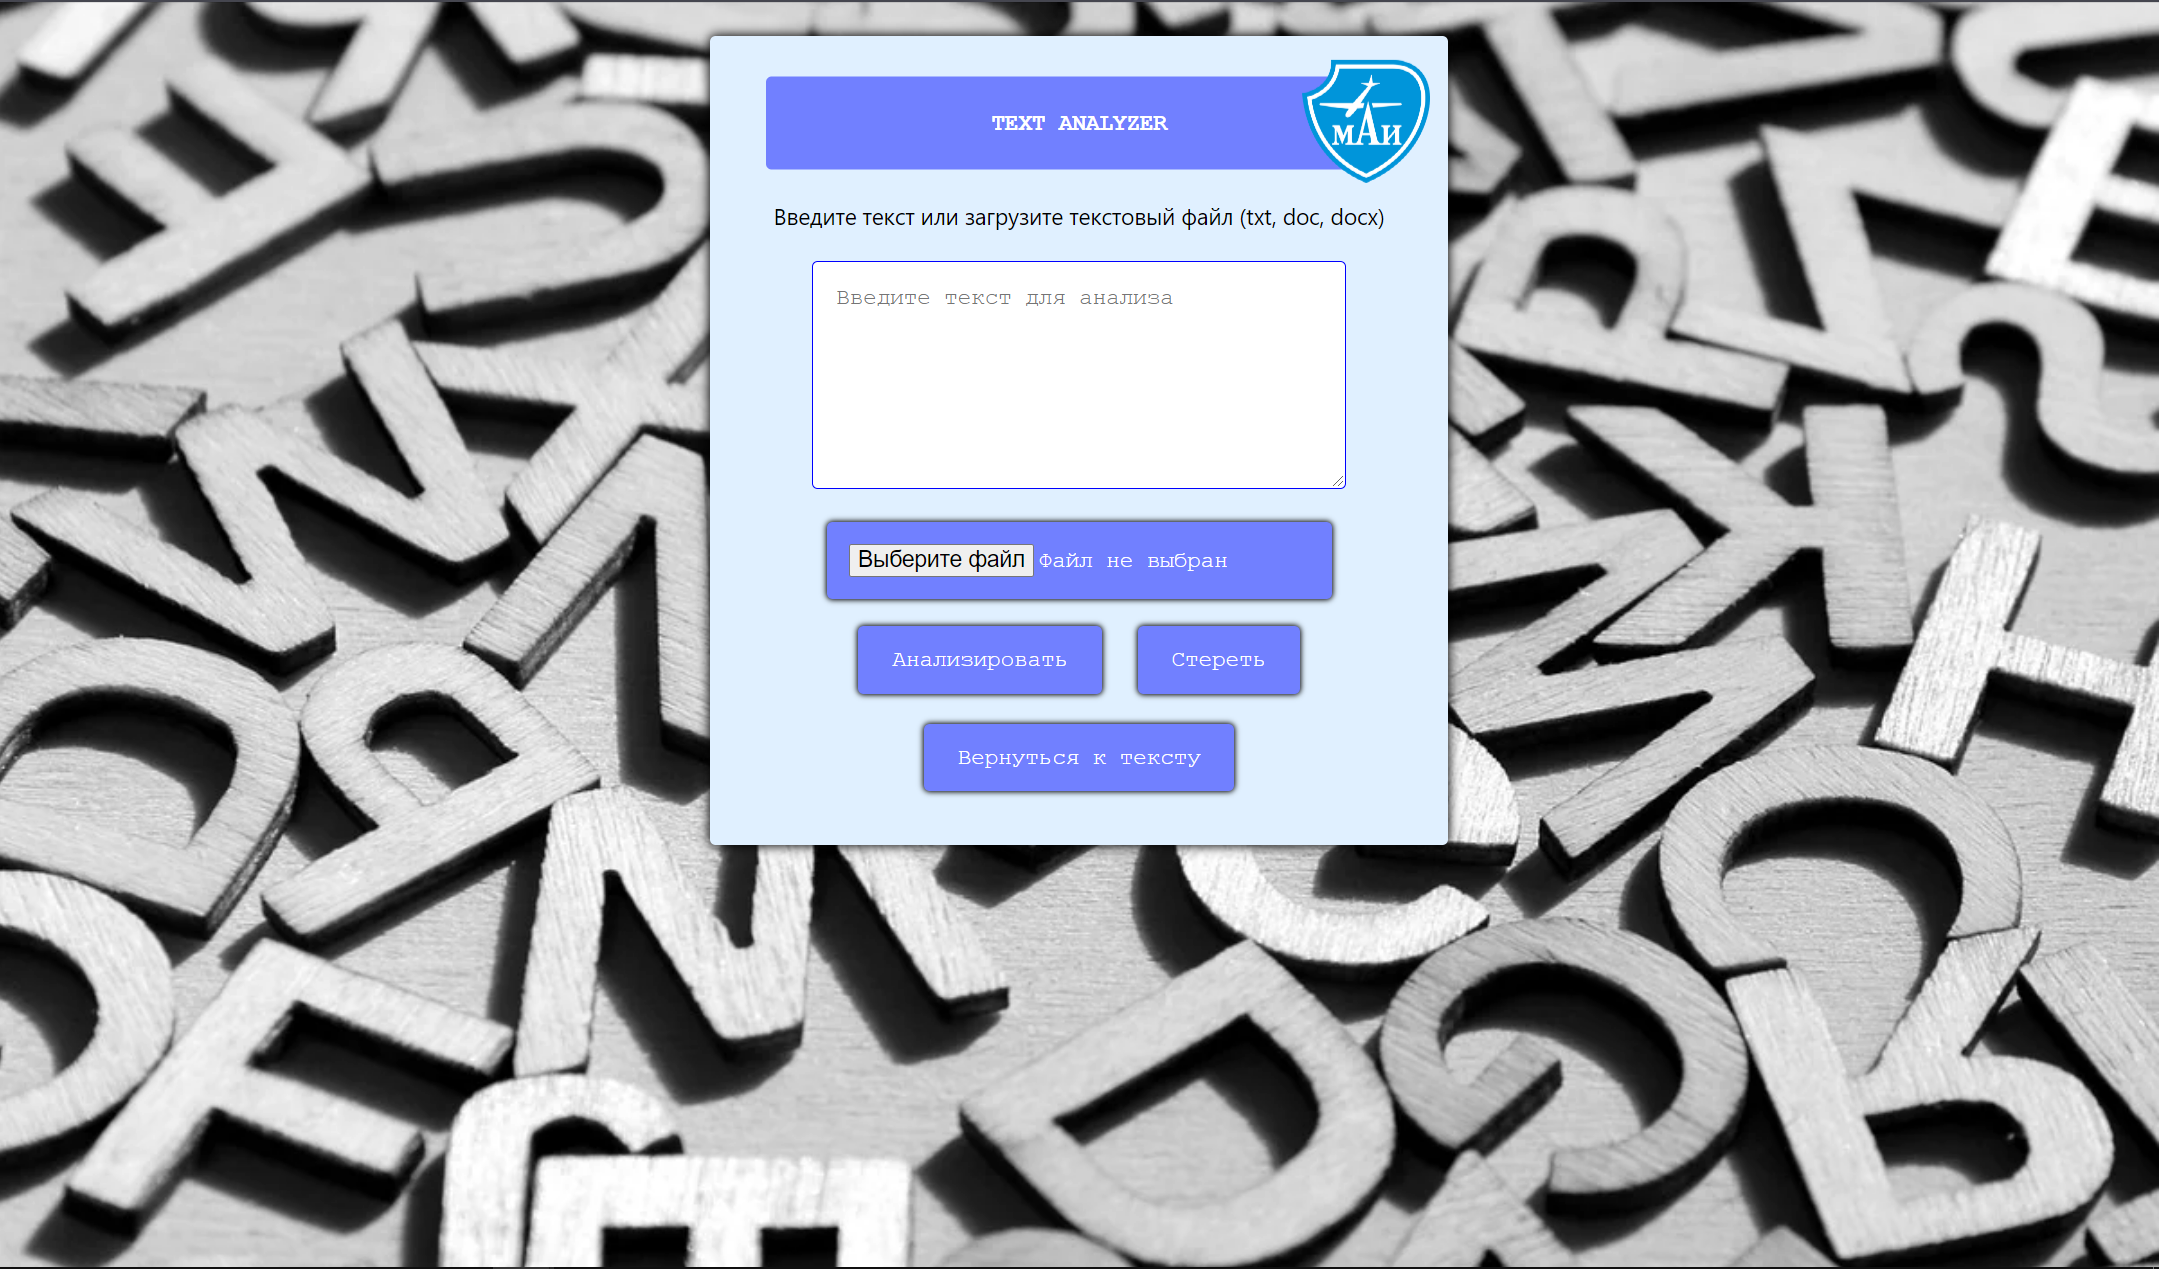 TEXT ANALYZER
МАИ
Введите текст или загрузите текстовый файл (txt, doc, docx)
Введите текст для анализа
Выберите файл Файл не выбран
Анализировать Стереть
Вернуться к тексту